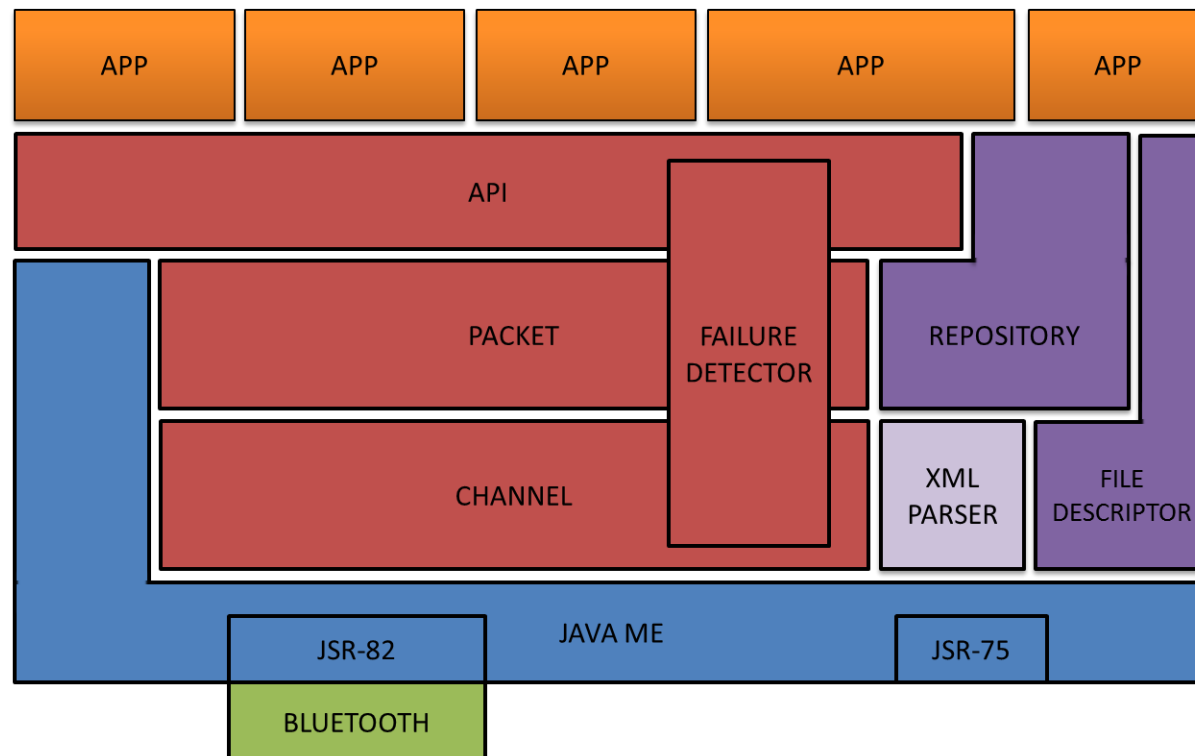 APP
APP
APP
APP
APP
API
PACKET
FAILURE
DETECTOR
REPOSITORY
CHANNEL
XML
PARSER
FILE
DESCRIPTOR
JAVA ME
JSR-82
JSR-75
BLUETOOTH